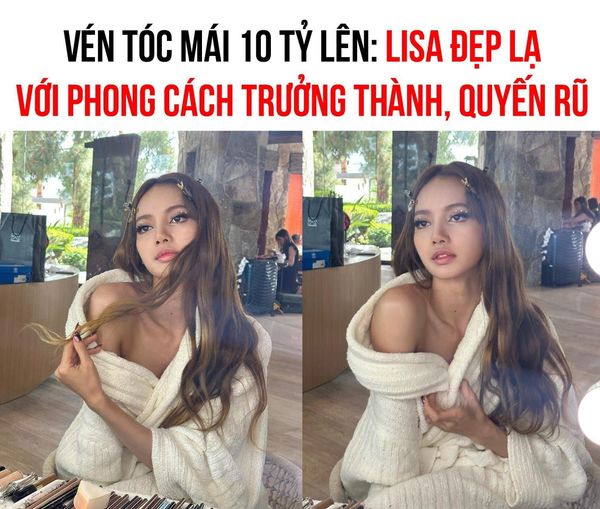 VÉN TÓC MÁI 10 TỶ LÊN: LISA ĐẸP LẠ
VỚI PHONG CÁCH TRƯỞNG THÀNH, QUYẾN RŨ